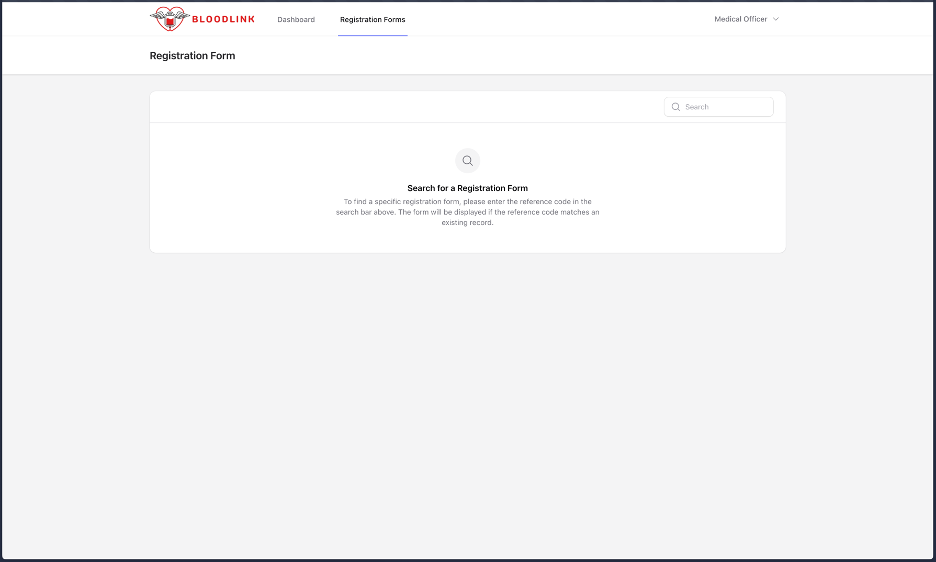 BLOODLINK
Dashboard
Registration Forms
Medical Officer
Registration Form
Search
Search for a Registration Form
To find a specific registration form, please enter the reference code in the
search bar above. The form will be displayed if the reference code matches an
existing record.